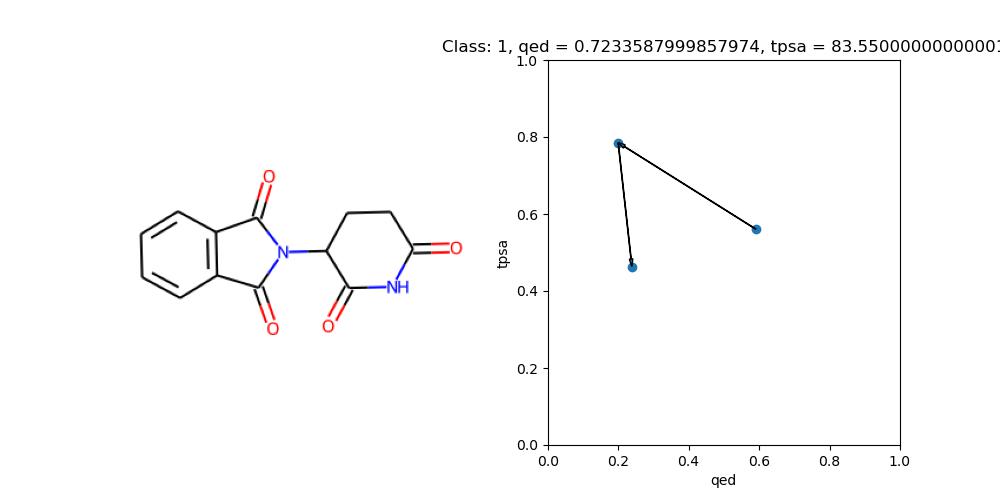 Class: 1, qed = 0.7233587999857974, tpsa = 83.55000000000001
1.0
0.8
0.6
0.4
0.2
0.0
tpsa
0.0 0.2 0.4 0.6 0.8 1.0
qed
O
O
N
NH
O
O